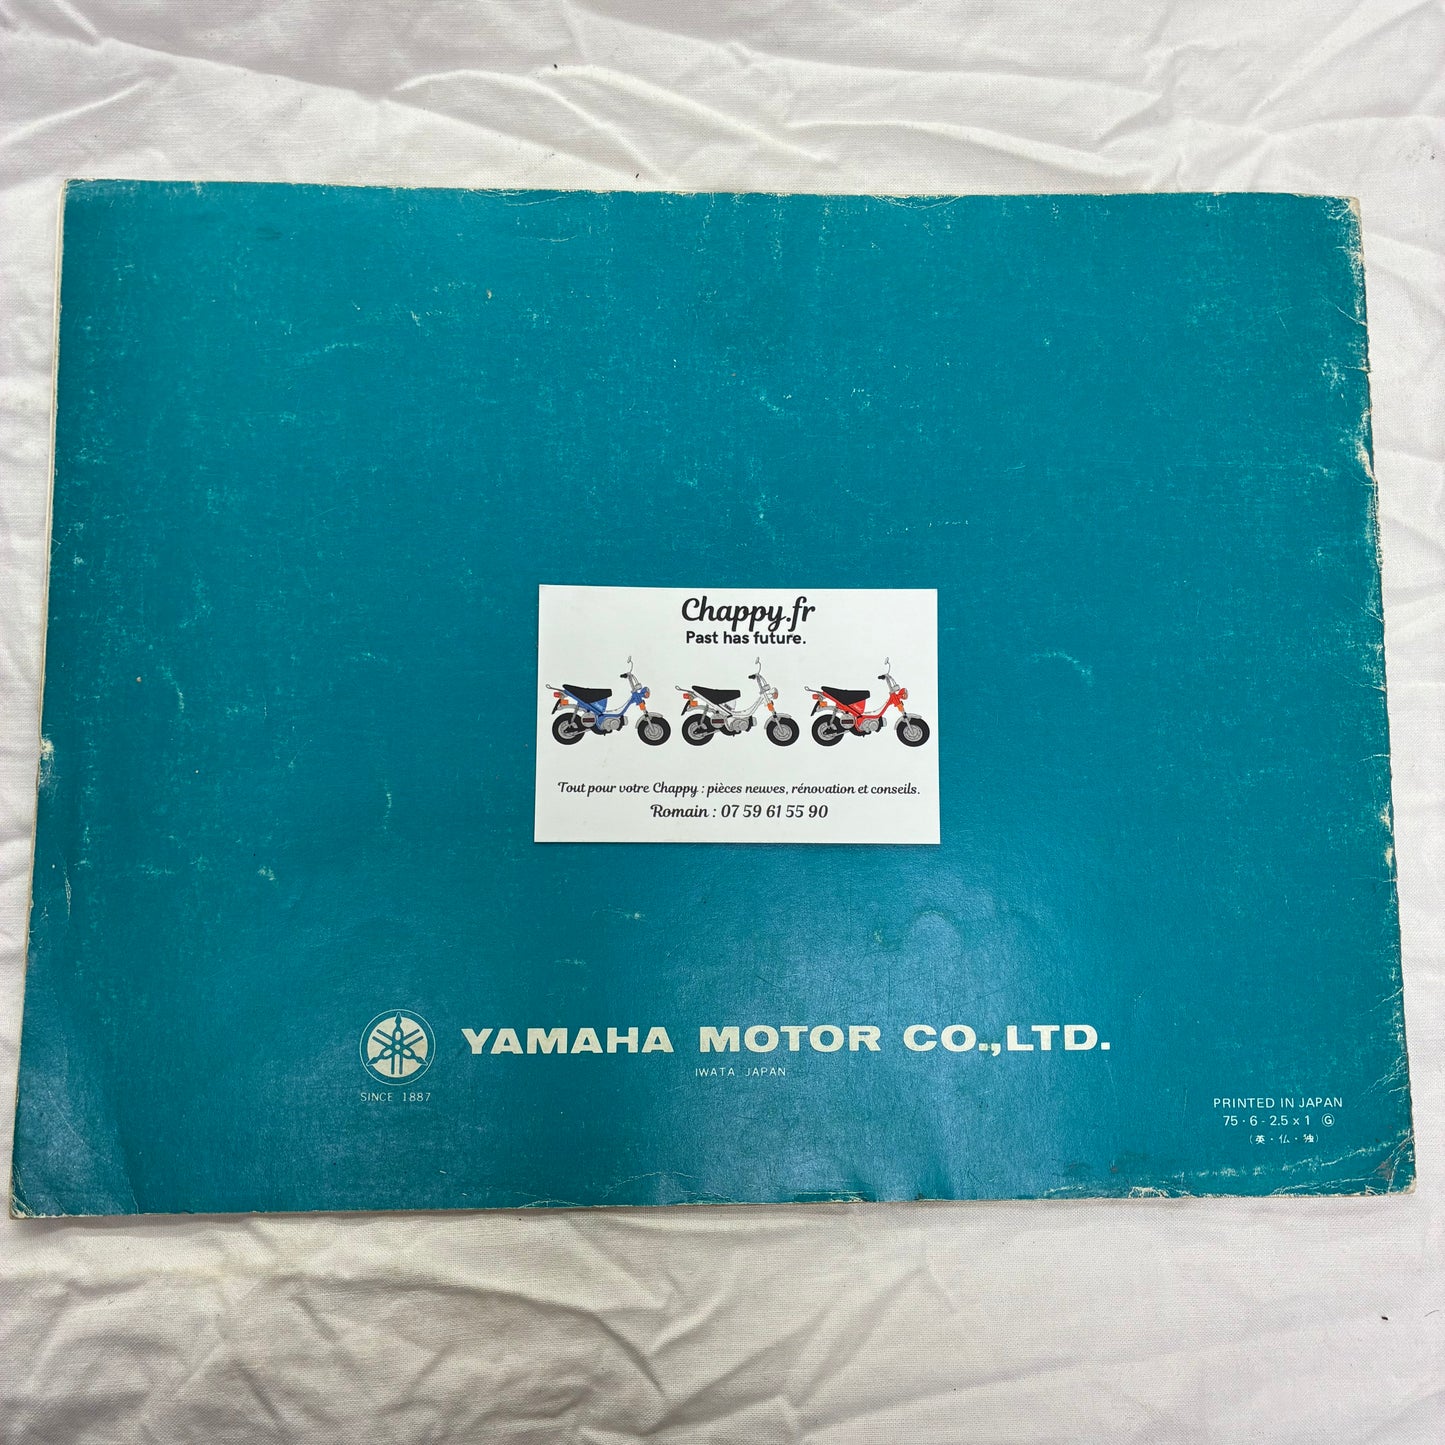 Chappy.fr
Past has future.
Tout pour votre Chappy : pièces neuves, rénovation et conseils.
Romain : 07 59 61 55 90
YAMAHA MOTOR CO.,LTD.
IWATA, JAPAN
SINCE 1887
PRINTED IN JAPAN
75 · 6 - 2.5 x 1 Ⓖ
(英・仏・独)